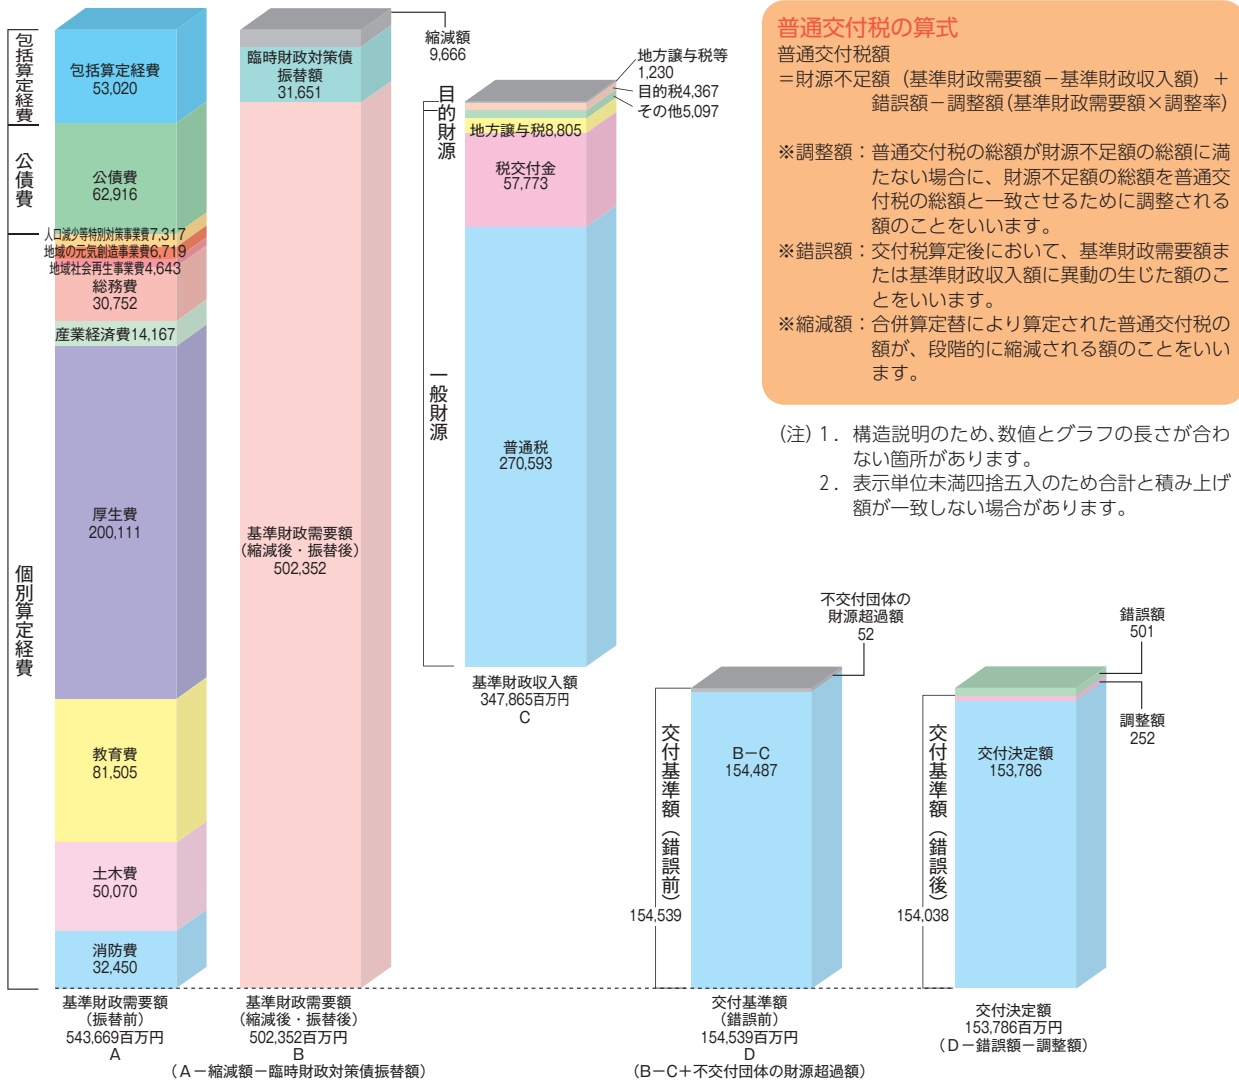 包括算定経費
公債費
個別算定経費
包括算定経費
53,020
公債費
62,916
人口減少等特別対策事業費7,317
地域の元気創造事業費6,719
地域社会再生事業費4,643
総務費
30,752
産業経済費14,167
厚生費
200,111
教育費
81,505
土木費
50,070
消防費
32,450
基準財政需要額
(振替前)
543,669百万円
A
縮減額
9,666
臨時財政対策債
振替額
31,651
基準財政需要額
(縮減後・振替後)
502,352
基準財政需要額
(縮減後・振替後)
502,352百万円
B
(A－縮減額－臨時財政対策債振替額)
目的財源
一般財源
地方譲与税等
1,230
目的税4,367
その他5,097
地方譲与税8,805
税交付金
57,773
普通税
270,593
基準財政収入額
347,865百万円
C
普通交付税の算式
普通交付税額
＝財源不足額（基準財政需要額－基準財政収入額）＋
錯誤額－調整額(基準財政需要額×調整率)
※調整額：普通交付税の総額が財源不足額の総額に満
たない場合に、財源不足額の総額を普通交
付税の総額と一致させるために調整される
額のことをいいます。
※錯誤額：交付税算定後において、基準財政需要額ま
たは基準財政収入額に異動の生じた額のこ
とをいいます。
※縮減額：合併算定替により算定された普通交付税の
額が、段階的に縮減される額のことをいい
ます。
(注) 1．構造説明のため、数値とグラフの長さが合わ
ない箇所があります。
2．表示単位未満四捨五入のため合計と積み上げ
額が一致しない場合があります。
不交付団体の
財源超過額
52
交付基準額（錯誤前）
154,539
B－C
154,487
交付基準額
(錯誤前)
154,539百万円
D
(B－C＋不交付団体の財源超過額)
錯誤額
501
調整額
252
交付基準額（錯誤後）
154,038
交付決定額
153,786
交付決定額
153,786百万円
(D－錯誤額－調整額)